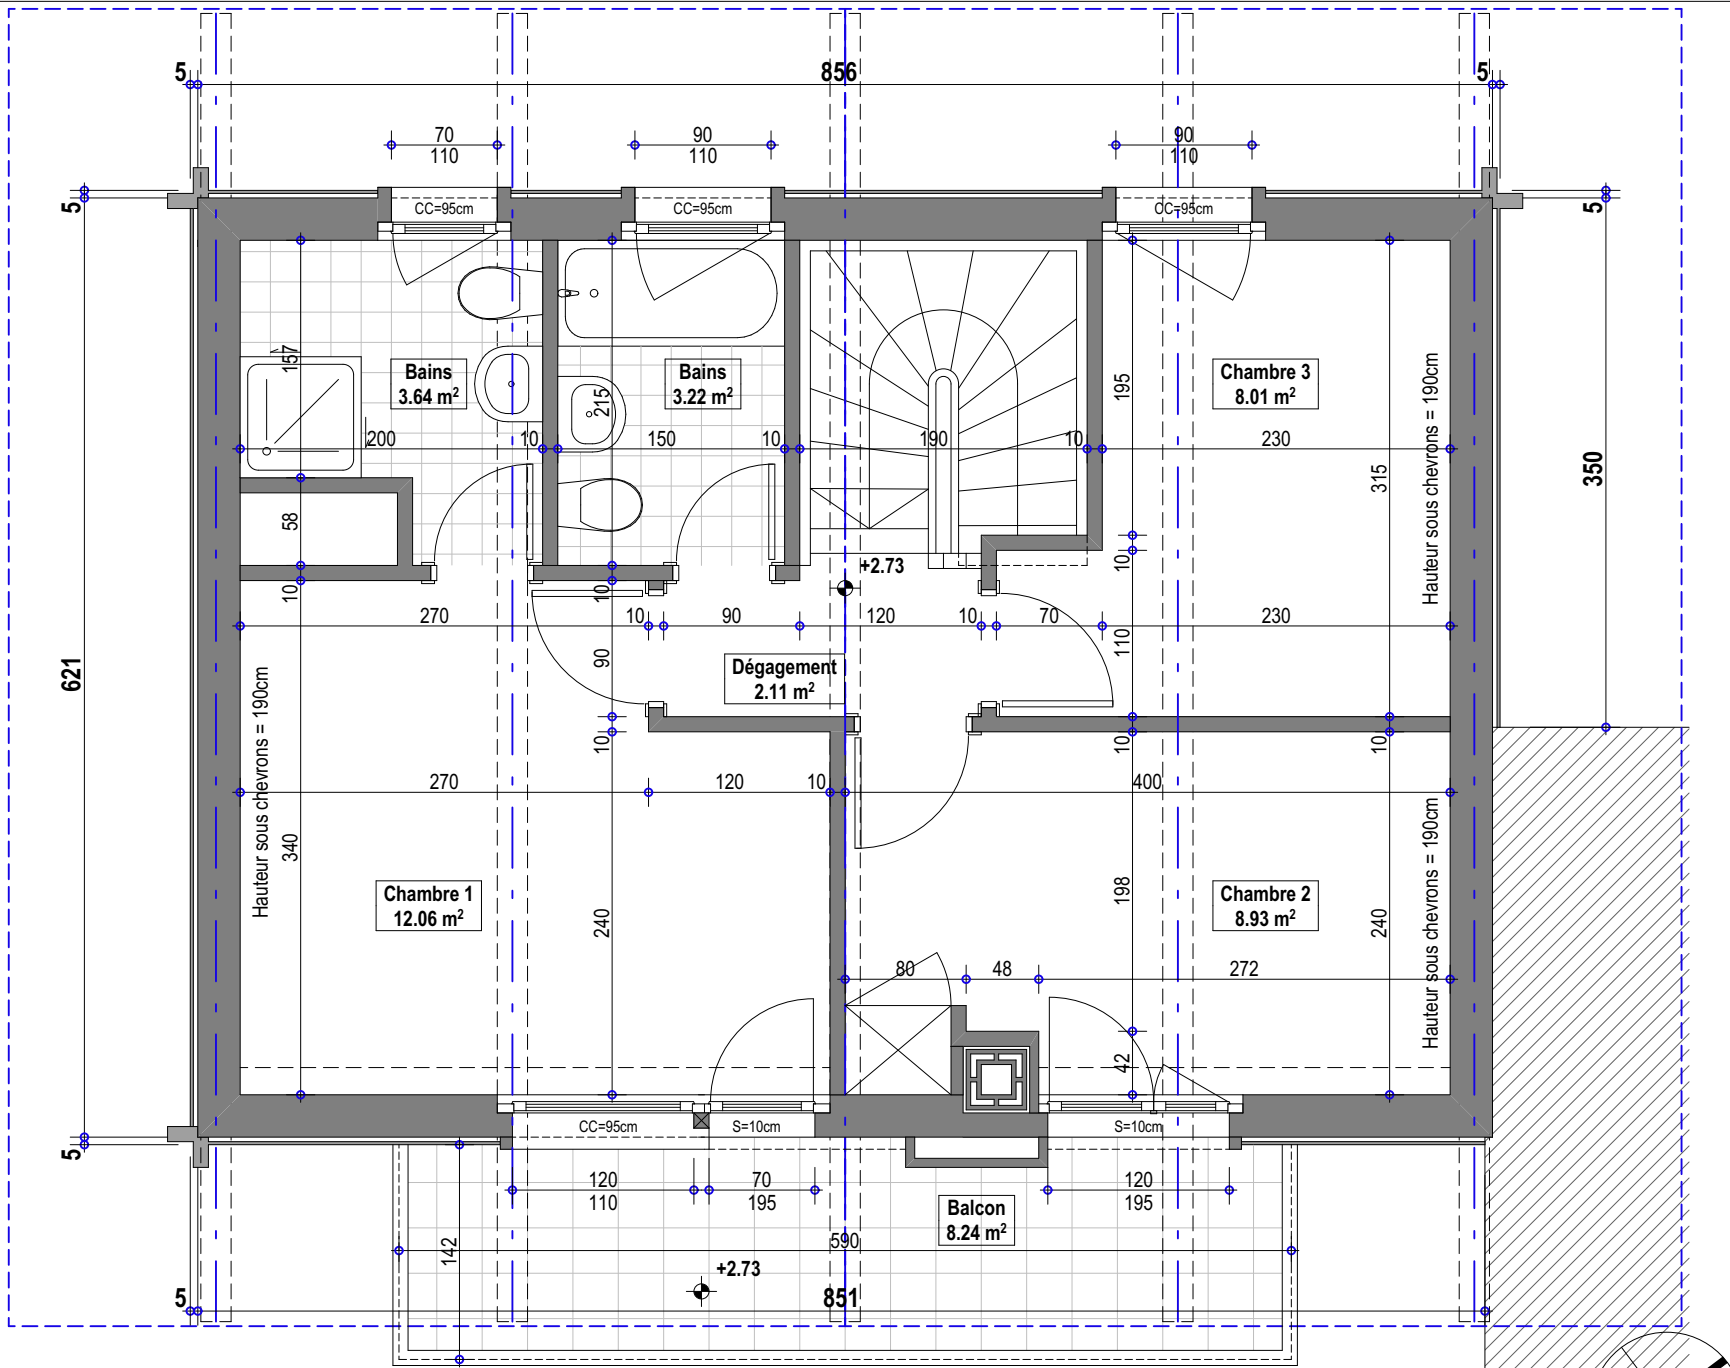 5
856
5
70
90
90
110
110
110
5
CC=95cm
CC=95cm
CC=95cm
5
157
Bains
3.64 m²
Bains
3.22 m²
195
Chambre 3
8.01 m²
Hauteur sous chevrons = 190cm
215
200
10
150
10
190
10
230
315
350
58
10
10
+2.73
10
270
10
90
120
10
70
230
110
90
621
Dégagement
2.11 m²
Hauteur sous chevrons = 190cm
10
10
10
270
120
10
400
340
Hauteur sous chevrons = 190cm
Chambre 1
12.06 m²
240
198
Chambre 2
8.93 m²
240
80
48
272
42
CC=95cm
S=10cm
S=10cm
5
120
70
120
110
195
195
Balcon
8.24 m²
142
590
+2.73
5
851